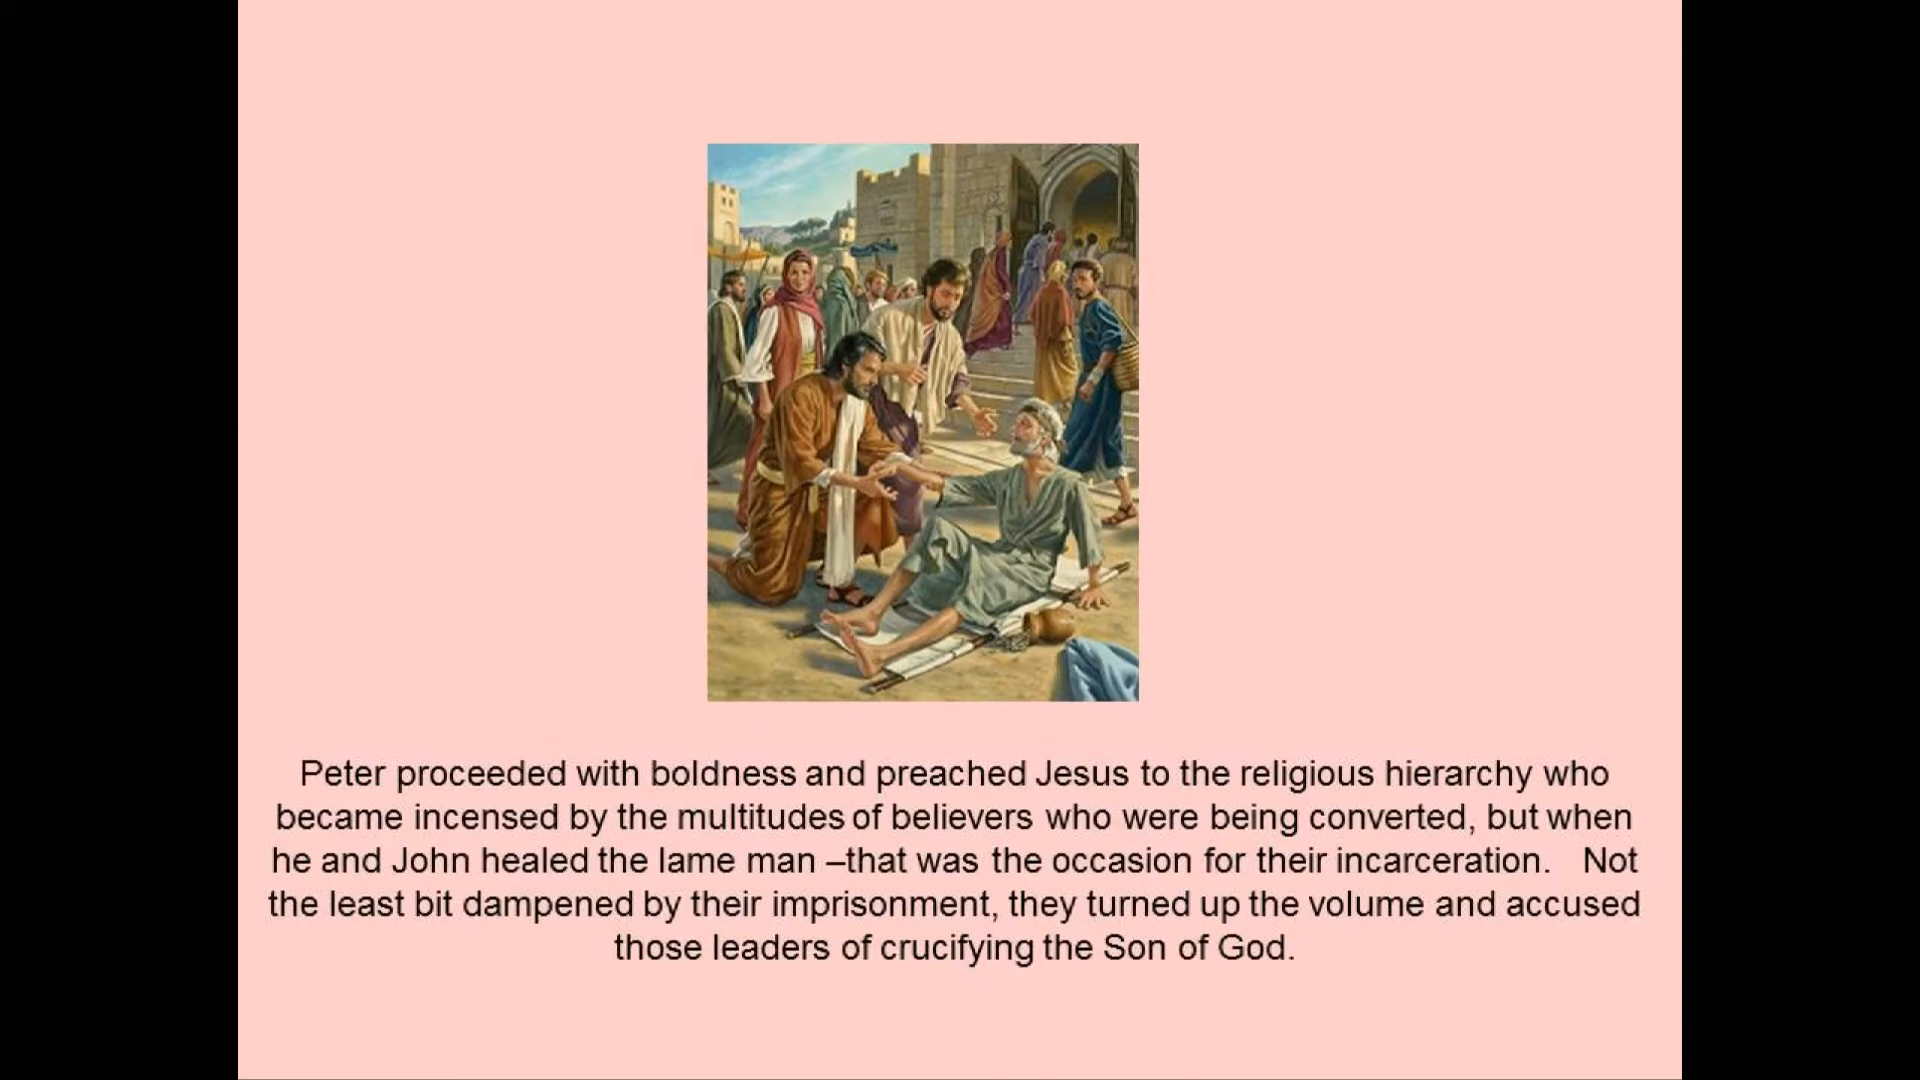 Peter proceeded with boldness and preached Jesus to the religious hierarchy who
became incensed by the multitudes of believers who were being converted, but when
he and John healed the lame man –that was the occasion for their incarceration.   Not
the least bit dampened by their imprisonment, they turned up the volume and accused
those leaders of crucifying the Son of God.